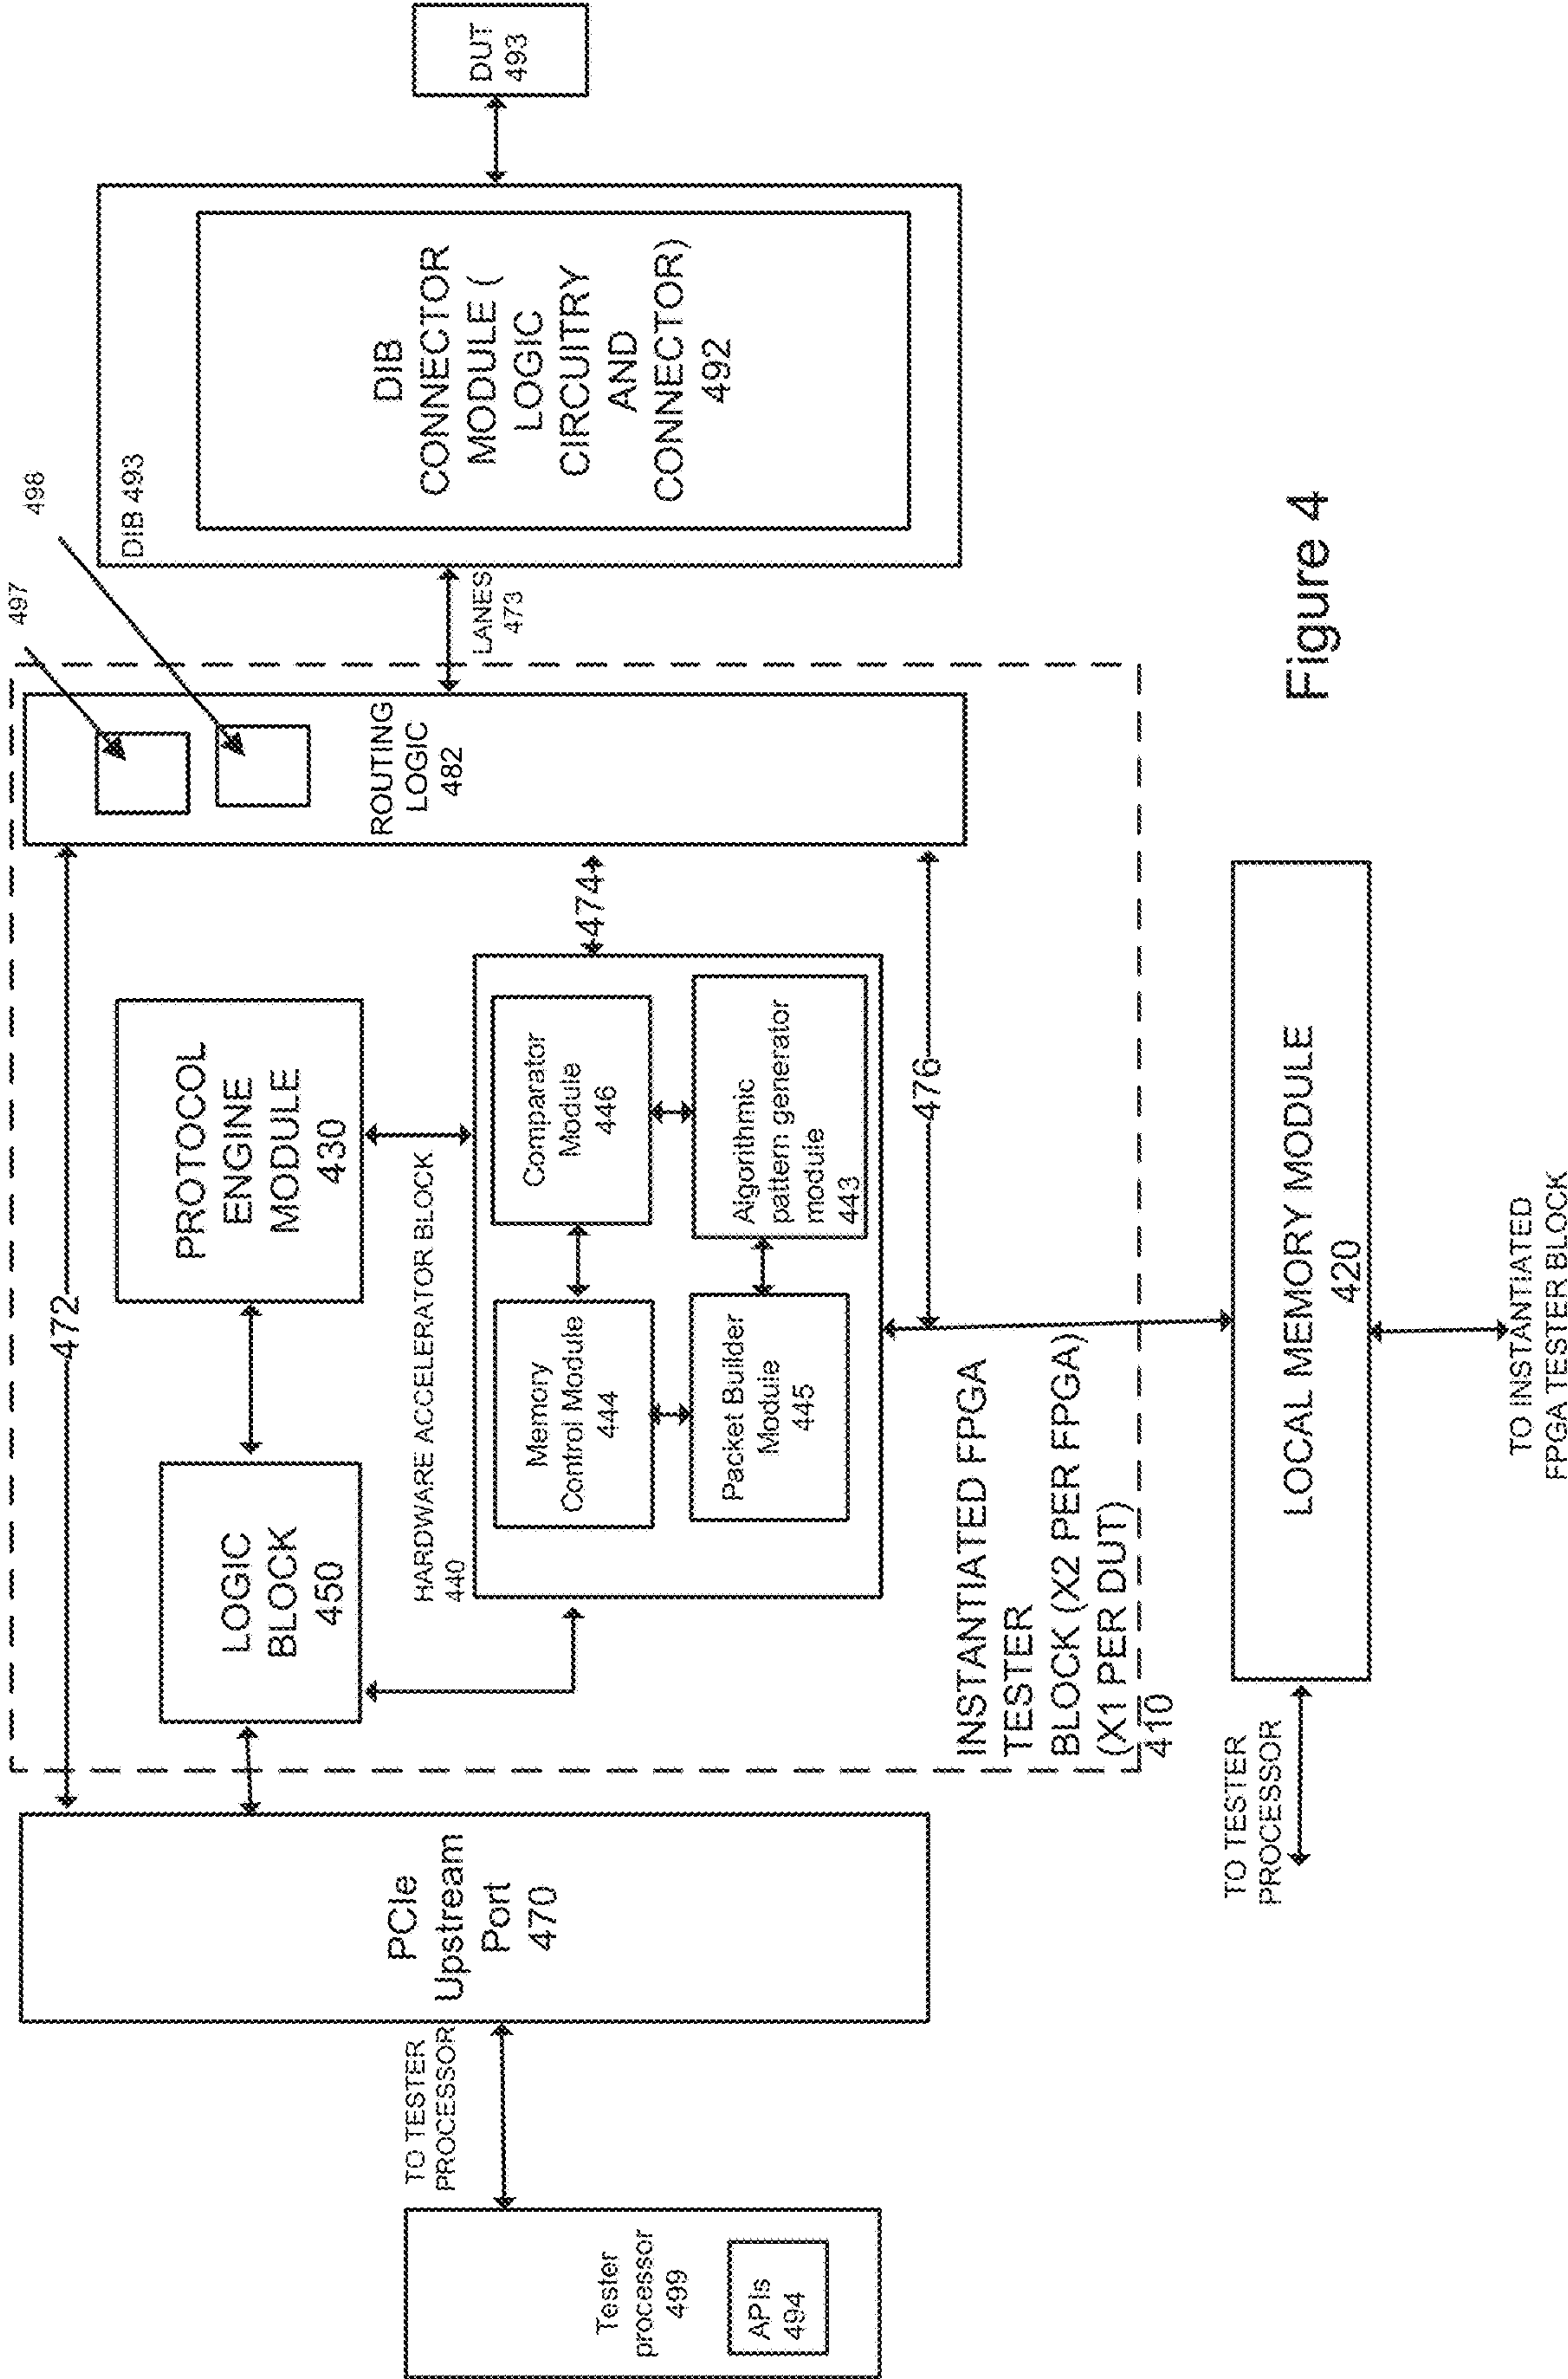 TO TESTER
PROCESSOR
Tester
processor
499
APIs
494
PCIe
Upstream
Port
470
472
LOGIC
BLOCK
450
PROTOCOL
ENGINE
MODULE
430
HARDWARE ACCELERATOR BLOCK
440
Memory
Control Module
444
Comparator
Module
446
Packet Builder
Module
445
Algorithmic
pattern generator
module
443
474
476
INSTANTIATED FPGA
TESTER
BLOCK (X2 PER FPGA)
(X1 PER DUT)
410
497
498
ROUTING
LOGIC
482
LANES
473
DIB 493
DIB
CONNECTOR
MODULE (
LOGIC
CIRCUITRY
AND
CONNECTOR)
492
DUT
493
TO TESTER
PROCESSOR
LOCAL MEMORY MODULE
420
TO INSTANTIATED
FPGA TESTER BLOCK
Figure 4